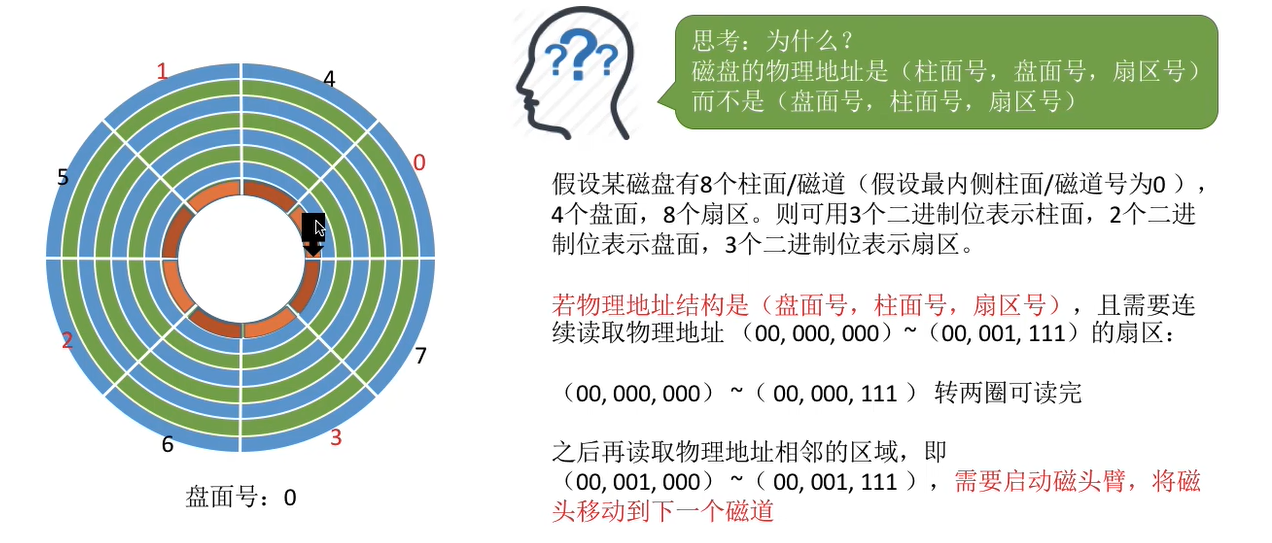 1
4
0
5
7
2
6
3
盘面号：0
? ? ?
思考：为什么？
磁盘的物理地址是（柱面号，盘面号，扇区号）
而不是（盘面号，柱面号，扇区号）
假设某磁盘有8个柱面/磁道（假设最内侧柱面/磁道号为0 ），
4个盘面，8个扇区。则可用3个二进制位表示柱面，2个二进
制位表示盘面，3个二进制位表示扇区。
若物理地址结构是（盘面号，柱面号，扇区号），且需要连
续读取物理地址 （00, 000, 000）~（00, 001, 111）的扇区：
（00, 000, 000） ~（ 00, 000, 111 ） 转两圈可读完
之后再读取物理地址相邻的区域，即
（00, 001, 000） ~（ 00, 001, 111 ），需要启动磁头臂，将磁
头移动到下一个磁道